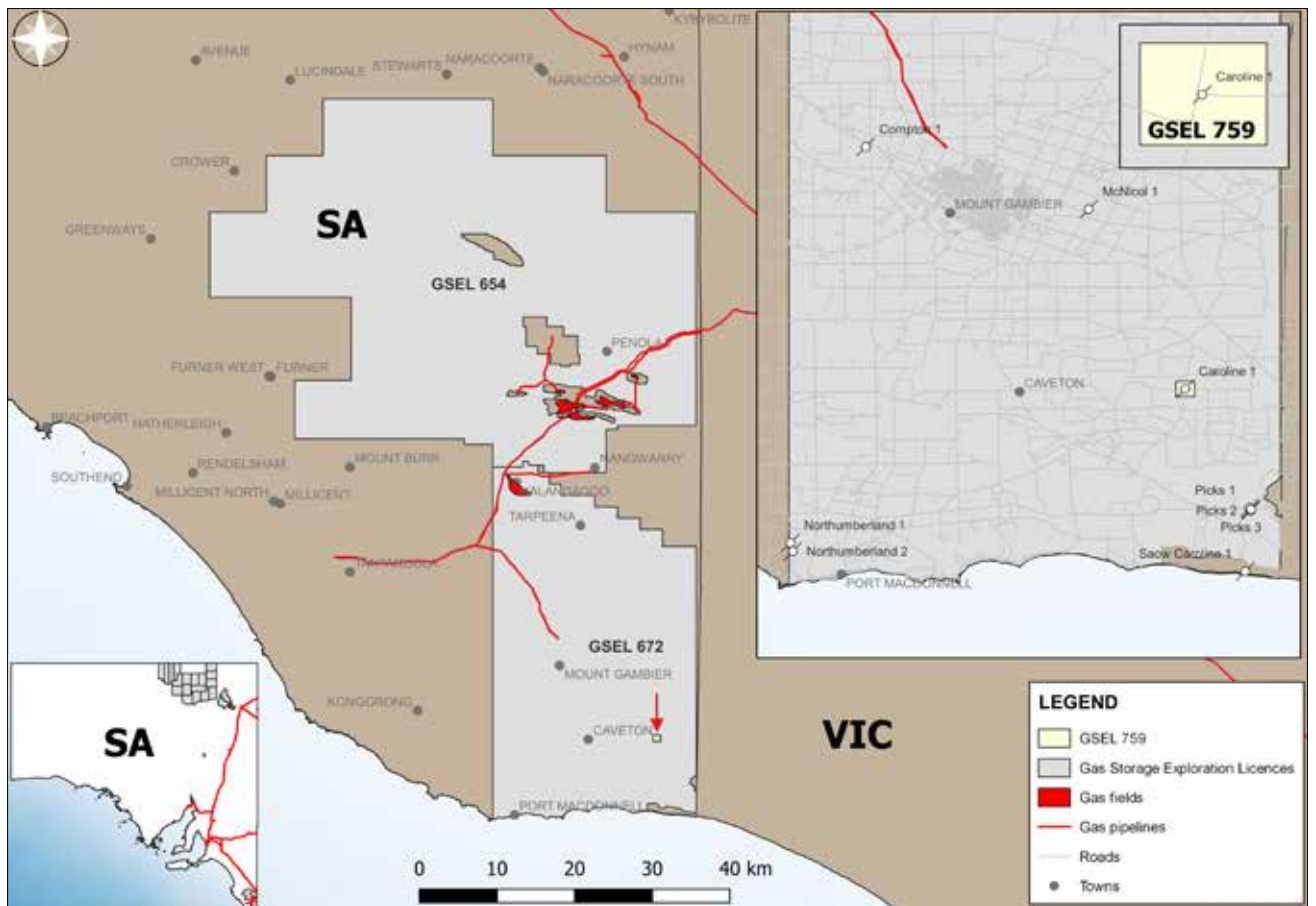 KYBYBOLITE
AVENUE
HYNAM
LUCINDALE
STEWARTS
NARACOORTE
NARACOORTE SOUTH
CROWER
SA
GREENWAYS
GSEL 654
PENOLA
FURNER WEST
FURNER
BEACHPORT
HATHERLEIGH
RENDELSHAM
MOUNT BURR
NANGWARRY
SOUTHEND
MILLICENT NORTH
MILLICENT
KALANGADOO
TARPEENA
TANTANOOLA
GSEL 672
MOUNT GAMBIER
KONGORONG
CAVETON
PORT MACDONNELL
VIC
SA
0 10 20 30 40 km
Caroline 1
GSEL 759
Compton 1
McNicol 1
MOUNT GAMBIER
CAVETON
Caroline 1
Picks 1
Picks 2
Picks 3
Northumberland 1
Northumberland 2
Saow Caroline 1
PORT MACDONNELL
LEGEND
GSEL 759
Gas Storage Exploration Licences
Gas fields
Gas pipelines
Roads
Towns